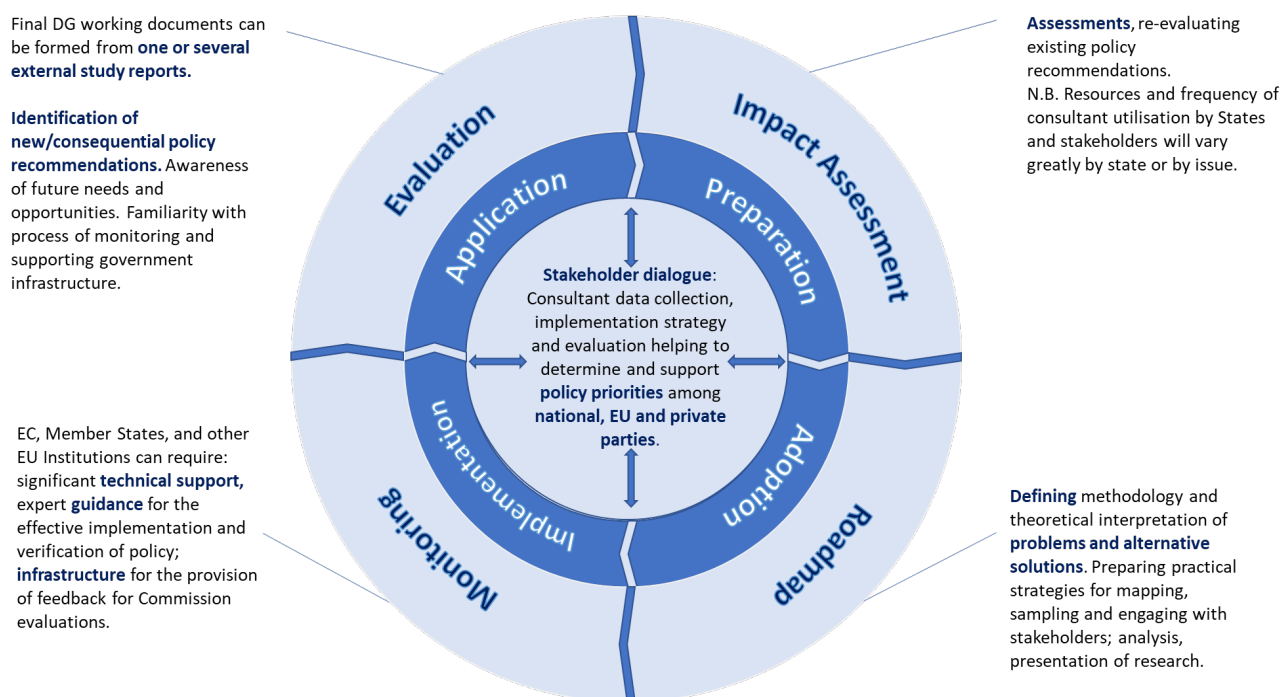 Final DG working documents can
be formed from one or several
external study reports.
Identification of
new/consequential policy
recommendations. Awareness
of future needs and
opportunities. Familiarity with
process of monitoring and
supporting government
infrastructure.
Assessments, re-evaluating
existing policy
recommendations.
N.B. Resources and frequency of
consultant utilisation by States
and stakeholders will vary
greatly by state or by issue.
Evaluation
Impact Assessment
Application
Preparation
Stakeholder dialogue:
Consultant data collection,
implementation strategy
and evaluation helping to
determine and support
policy priorities among
national, EU and private
parties.
Implementation
Adoption
Monitoring
Roadmap
EC, Member States, and other
EU Institutions can require:
significant technical support,
expert guidance for the
effective implementation and
verification of policy;
infrastructure for the provision
of feedback for Commission
evaluations.
Defining methodology and
theoretical interpretation of
problems and alternative
solutions. Preparing practical
strategies for mapping,
sampling and engaging with
stakeholders; analysis,
presentation of research.